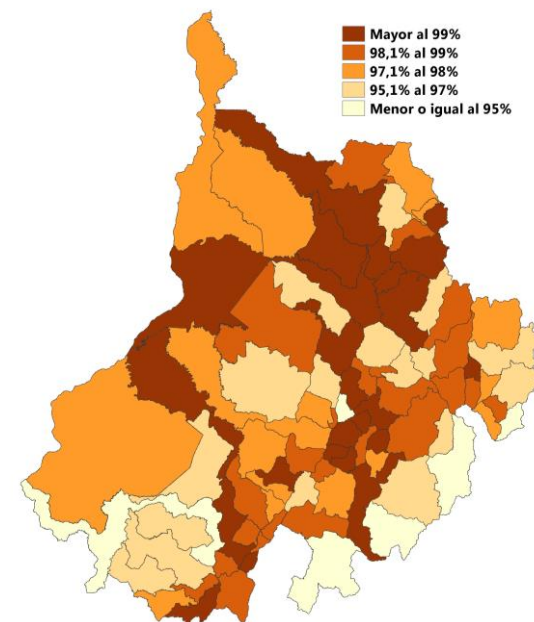 Mayor al 99%
98,1% al 99%
97,1% al 98%
95,1% al 97%
Menor o igual al 95%